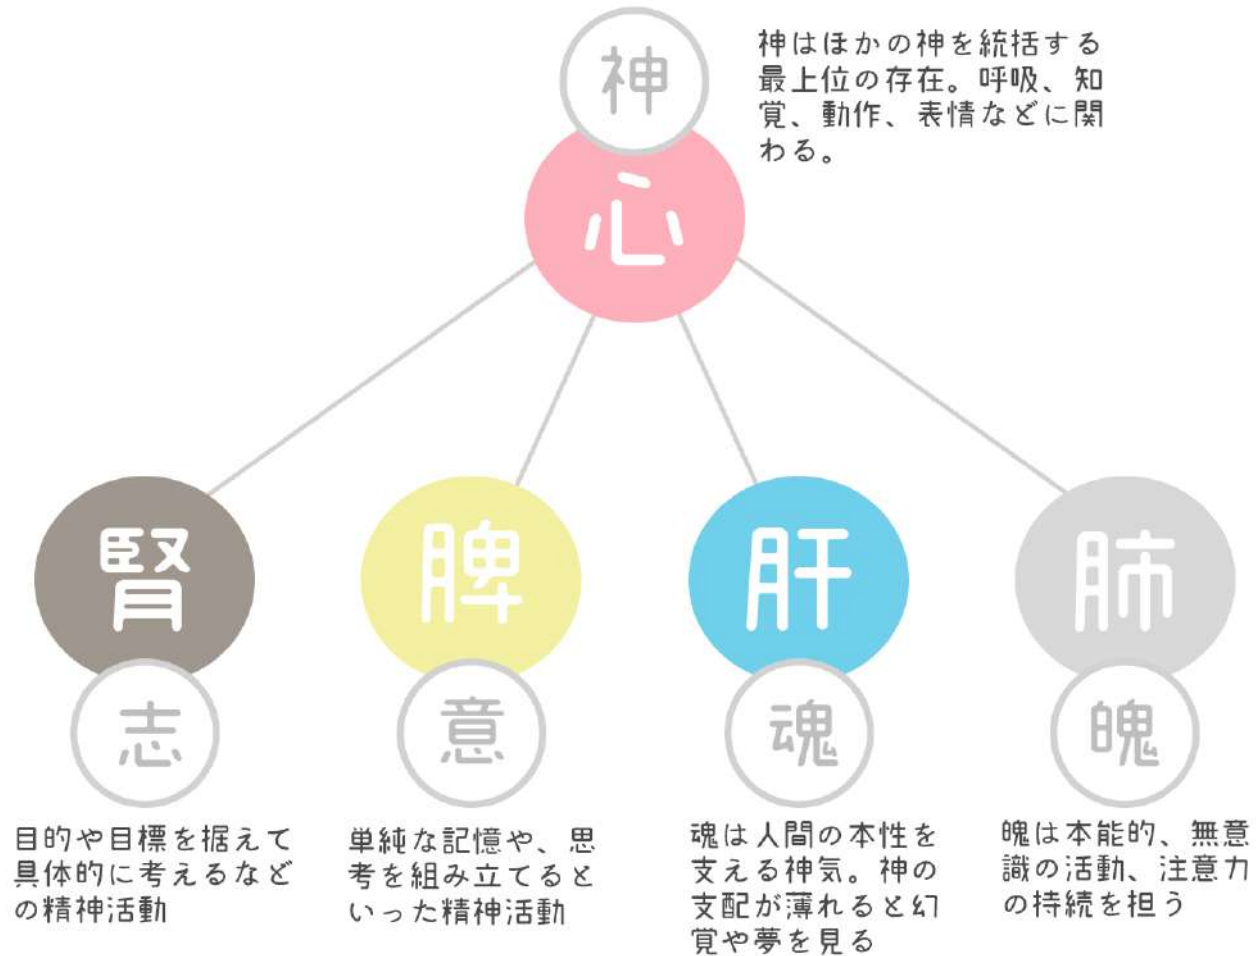 神
神はほかの神を統括する
最上位の存在。呼吸、知
覚、動作、表情などに関
わる。
心
腎
志
目的や目標を据えて
具体的に考えるなど
の精神活動
脾
意
単純な記憶や、思
考を組み立てると
いった精神活動
肝
魂
魂は人間の本性を
支える神気。神の
支配が薄れると幻
覚や夢を見る
肺
魄
魄は本能的、無意
識の活動、注意力
の持続を担う